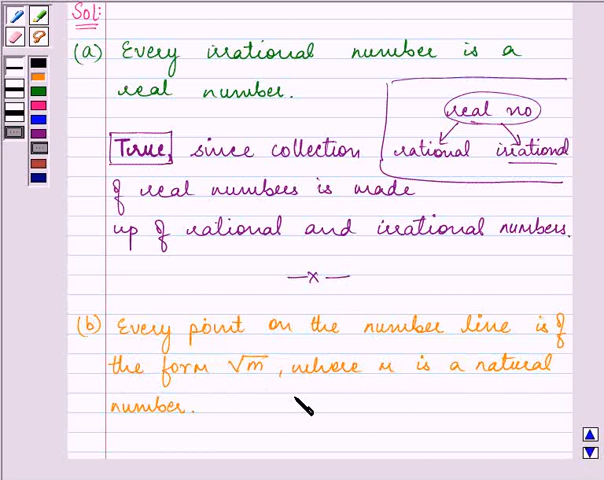 Sol:
(a) Every irrational number is a
real number.
real no
rational irrational
True, since collection
of real numbers is made
up of rational and irrational numbers.
—x—
(b) Every point on the number line is of
the form √m, where m is a natural
number.